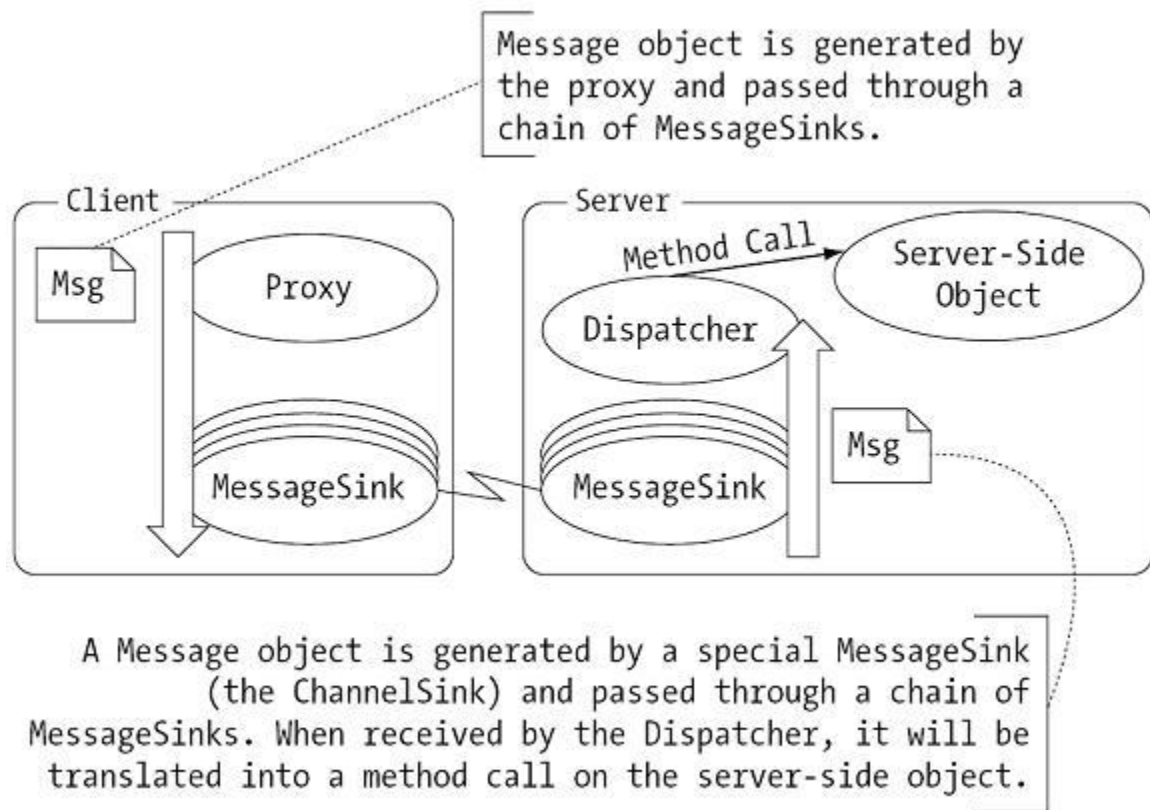 Message object is generated by
the proxy and passed through a
chain of MessageSinks.
Client
Server
Msg
Proxy
Method Call
Server-Side
Object
Dispatcher
MessageSink
MessageSink
Msg
A Message object is generated by a special MessageSink
(the ChannelSink) and passed through a chain of
MessageSinks. When received by the Dispatcher, it will be
translated into a method call on the server-side object.